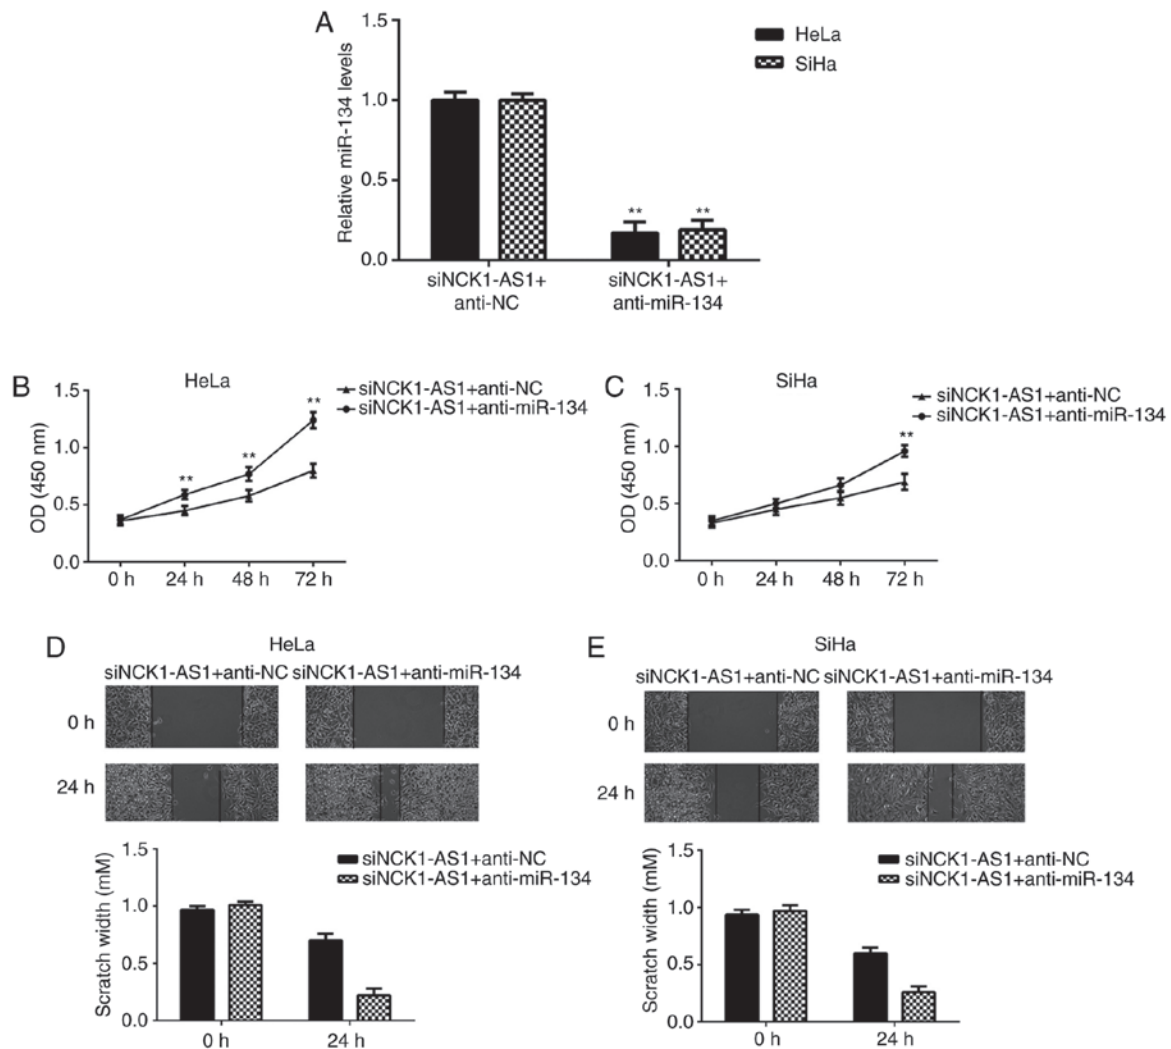 A
1.5
1.0
0.5
0.0
Relative miR-134 levels
HeLa
SiHa
**
**
siNCK1-AS1+
anti-NC
siNCK1-AS1+
anti-miR-134
B
HeLa
siNCK1-AS1+anti-NC
siNCK1-AS1+anti-miR-134
1.5
1.0
0.5
0.0
OD (450 nm)
**
**
**
0 h
24 h
48 h
72 h
C
SiHa
siNCK1-AS1+anti-NC
siNCK1-AS1+anti-miR-134
1.5
1.0
0.5
0.0
OD (450 nm)
**
0 h
24 h
48 h
72 h
D
HeLa
siNCK1-AS1+anti-NC
siNCK1-AS1+anti-miR-134
0 h
24 h
siNCK1-AS1+anti-NC
siNCK1-AS1+anti-miR-134
1.5
1.0
0.5
0.0
Scratch width (mM)
0 h
24 h
E
SiHa
siNCK1-AS1+anti-NC
siNCK1-AS1+anti-miR-134
0 h
24 h
siNCK1-AS1+anti-NC
siNCK1-AS1+anti-miR-134
1.5
1.0
0.5
0.0
Scratch width (mM)
0 h
24 h